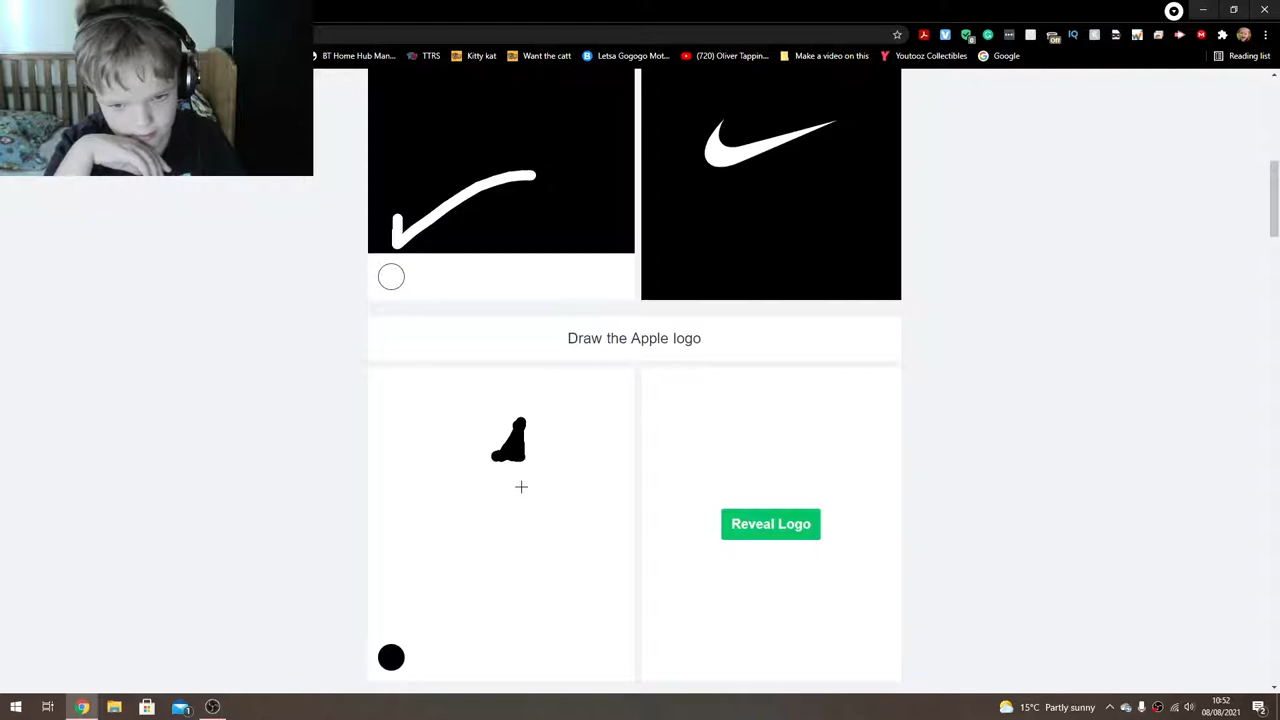 BT Home Hub Man...
TTRS
Kitty kat
Want the catt
Letsa Gogogo Mot...
(720) Oliver Tappin...
Make a video on this
Youtooz Collectibles
Google
Reading list
Draw the Apple logo
Reveal Logo
15°C Partly sunny
10:52
08/08/2021